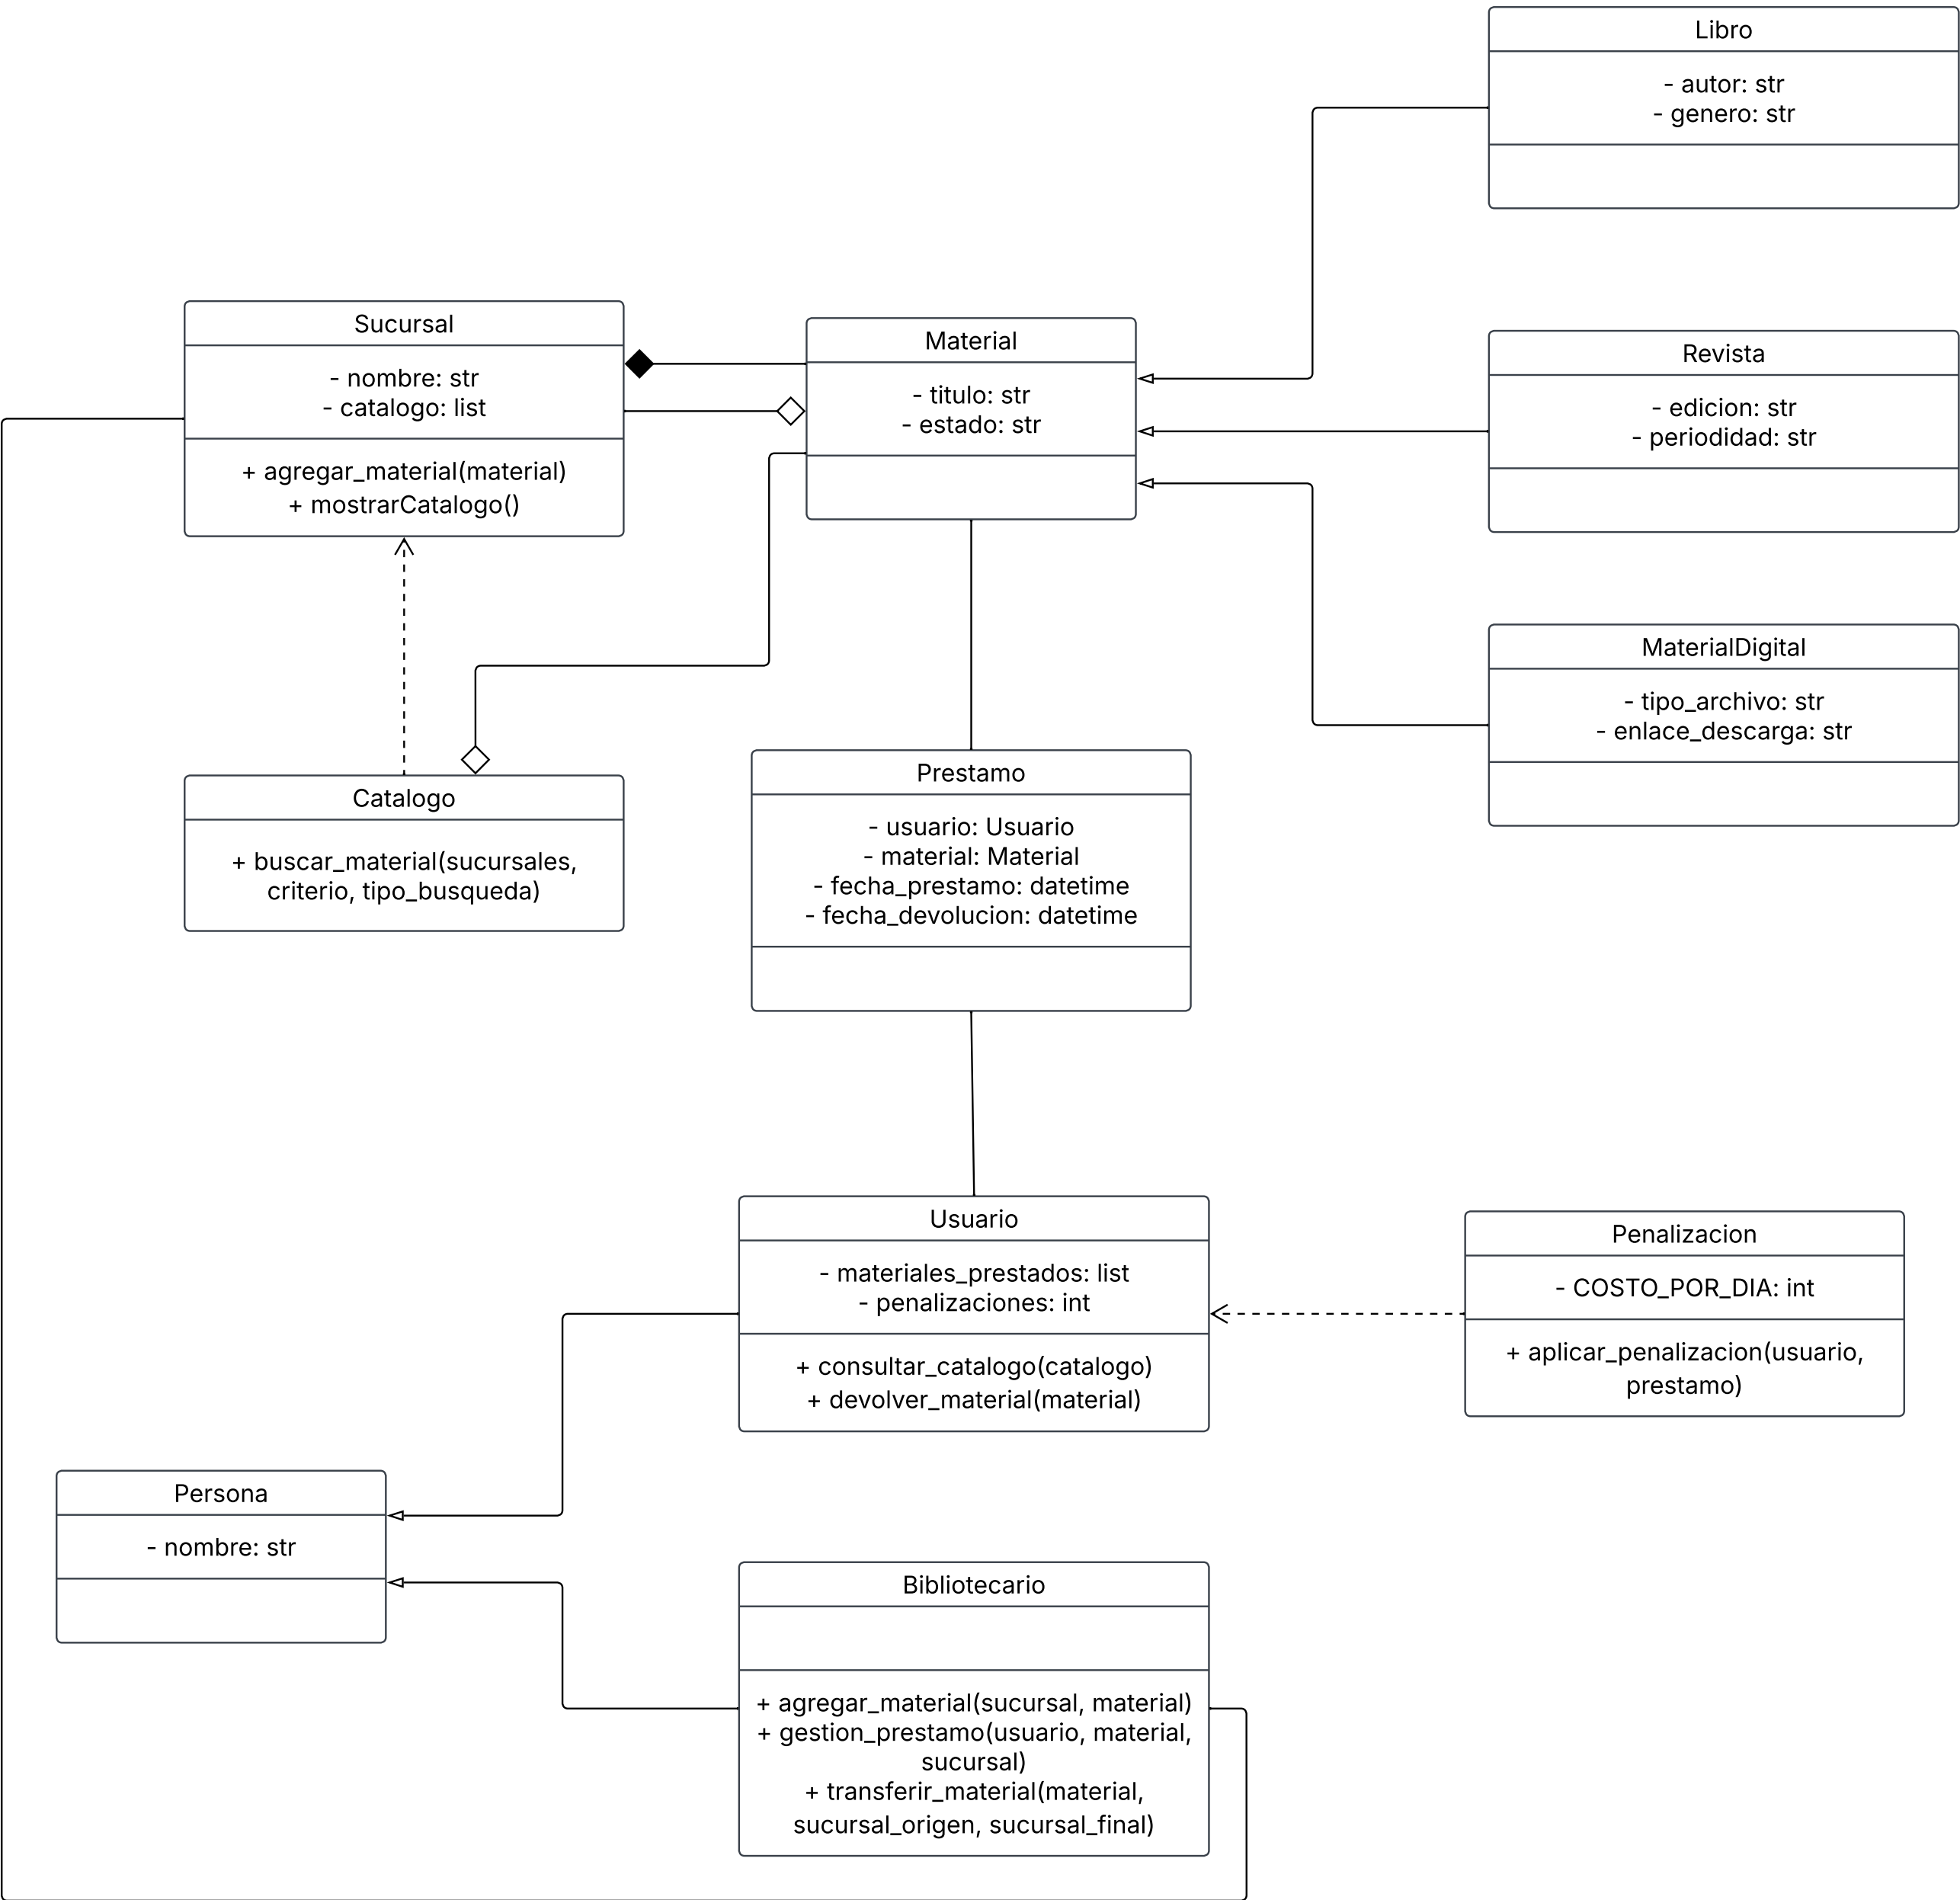 Libro
- autor: str
- genero: str
Sucursal
- nombre: str
- catalogo: list
+ agregar_material(material)
+ mostrarCatalogo()
Material
- titulo: str
- estado: str
Revista
- edicion: str
- periodidad: str
MaterialDigital
- tipo_archivo: str
- enlace_descarga: str
Catalogo
+ buscar_material(sucursales,
criterio, tipo_busqueda)
Prestamo
- usuario: Usuario
- material: Material
- fecha_prestamo: datetime
- fecha_devolucion: datetime
Usuario
- materiales_prestados: list
- penalizaciones: int
+ consultar_catalogo(catalogo)
+ devolver_material(material)
Penalizacion
- COSTO_POR_DIA: int
+ aplicar_penalizacion(usuario,
prestamo)
Persona
- nombre: str
Bibliotecario
+ agregar_material(sucursal, material)
+ gestion_prestamo(usuario, material,
sucursal)
+ transferir_material(material,
sucursal_origen, sucursal_final)